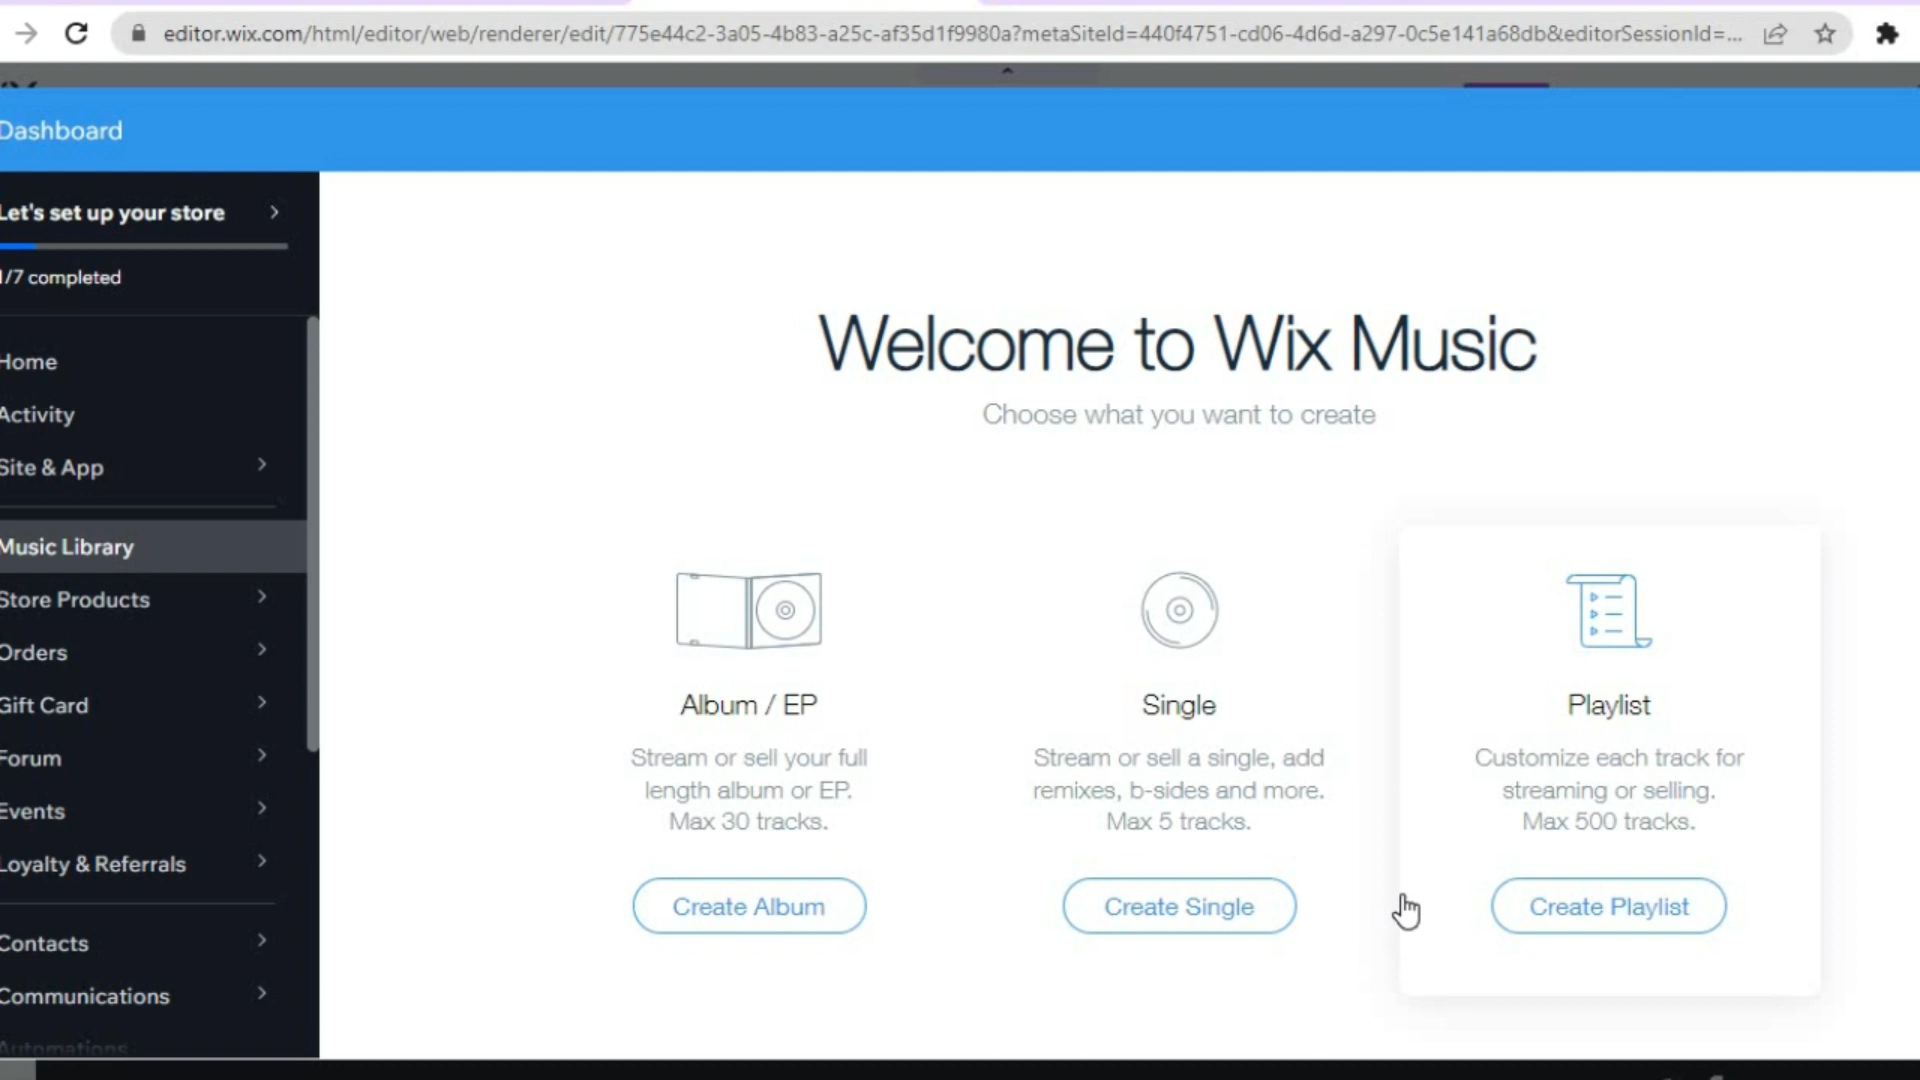 editor.wix.com/html/editor/web/renderer/edit/775e44c2-3a05-4b83-a25c-af35d1f9980a?metaSiteId=440f4751-cd06-4d6d-a297-0c5e141a68db&editorSessionId=...
Dashboard
Let's set up your store
1/7 completed
Home
Activity
Site & App
Music Library
Store Products
Orders
Gift Card
Forum
Events
Loyalty & Referrals
Contacts
Communications
Automations
Welcome to Wix Music
Choose what you want to create
Album / EP
Stream or sell your full
length album or EP.
Max 30 tracks.
Create Album
Single
Stream or sell a single, add
remixes, b-sides and more.
Max 5 tracks.
Create Single
Playlist
Customize each track for
streaming or selling.
Max 500 tracks.
Create Playlist